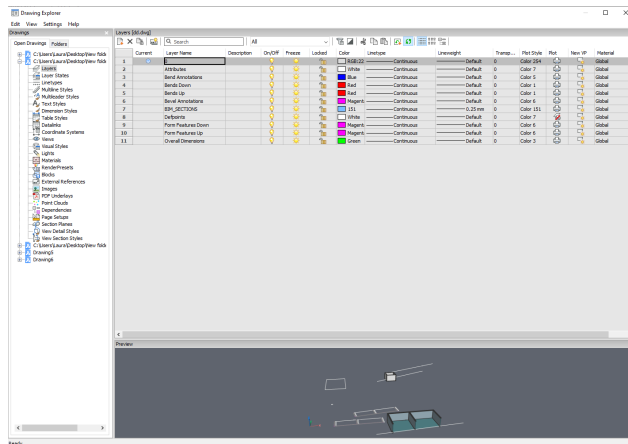 Drawing Explorer
Edit View Settings Help
Drawings
Open Drawings Folders
C:\Users\Laura\Desktop\New fold
C:\Users\Laura\Desktop\New fold
Layers
Layer States
Linetypes
Multiline Styles
Multileader Styles
Text Styles
Dimension Styles
Table Styles
Datalinks
Coordinate Systems
Views
Visual Styles
Lights
Materials
RenderPresets
Blocks
External References
Images
PDF Underlays
Point Clouds
Dependencies
Page Setups
Section Planes
View Detail Styles
View Section Styles
C:\Users\Laura\Desktop\New fold
Drawing5
Drawing6
Layers [dd.dwg]
Search All
Current Layer Name Description On/Off Freeze Locked Color Linetype Lineweight Transp... Plot Style Plot New VP Material
1 0 RGB:22 Continuous Default 0 Color 254 Global
2 Attributes White Continuous Default 0 Color 7 Global
3 Bend Annotations Blue Continuous Default 0 Color 5 Global
4 Bends Down Red Continuous Default 0 Color 1 Global
5 Bends Up Red Continuous Default 0 Color 1 Global
6 Bevel Annotations Magent Continuous Default 0 Color 6 Global
7 BIM_SECTIONS 151 Continuous 0.25 mm 0 Color 151 Global
8 Defpoints White Continuous Default 0 Color 7 Global
9 Form Features Down Magent Continuous Default 0 Color 6 Global
10 Form Features Up Magent Continuous Default 0 Color 6 Global
11 Overall Dimensions Green Continuous Default 0 Color 3 Global
Preview
Ready